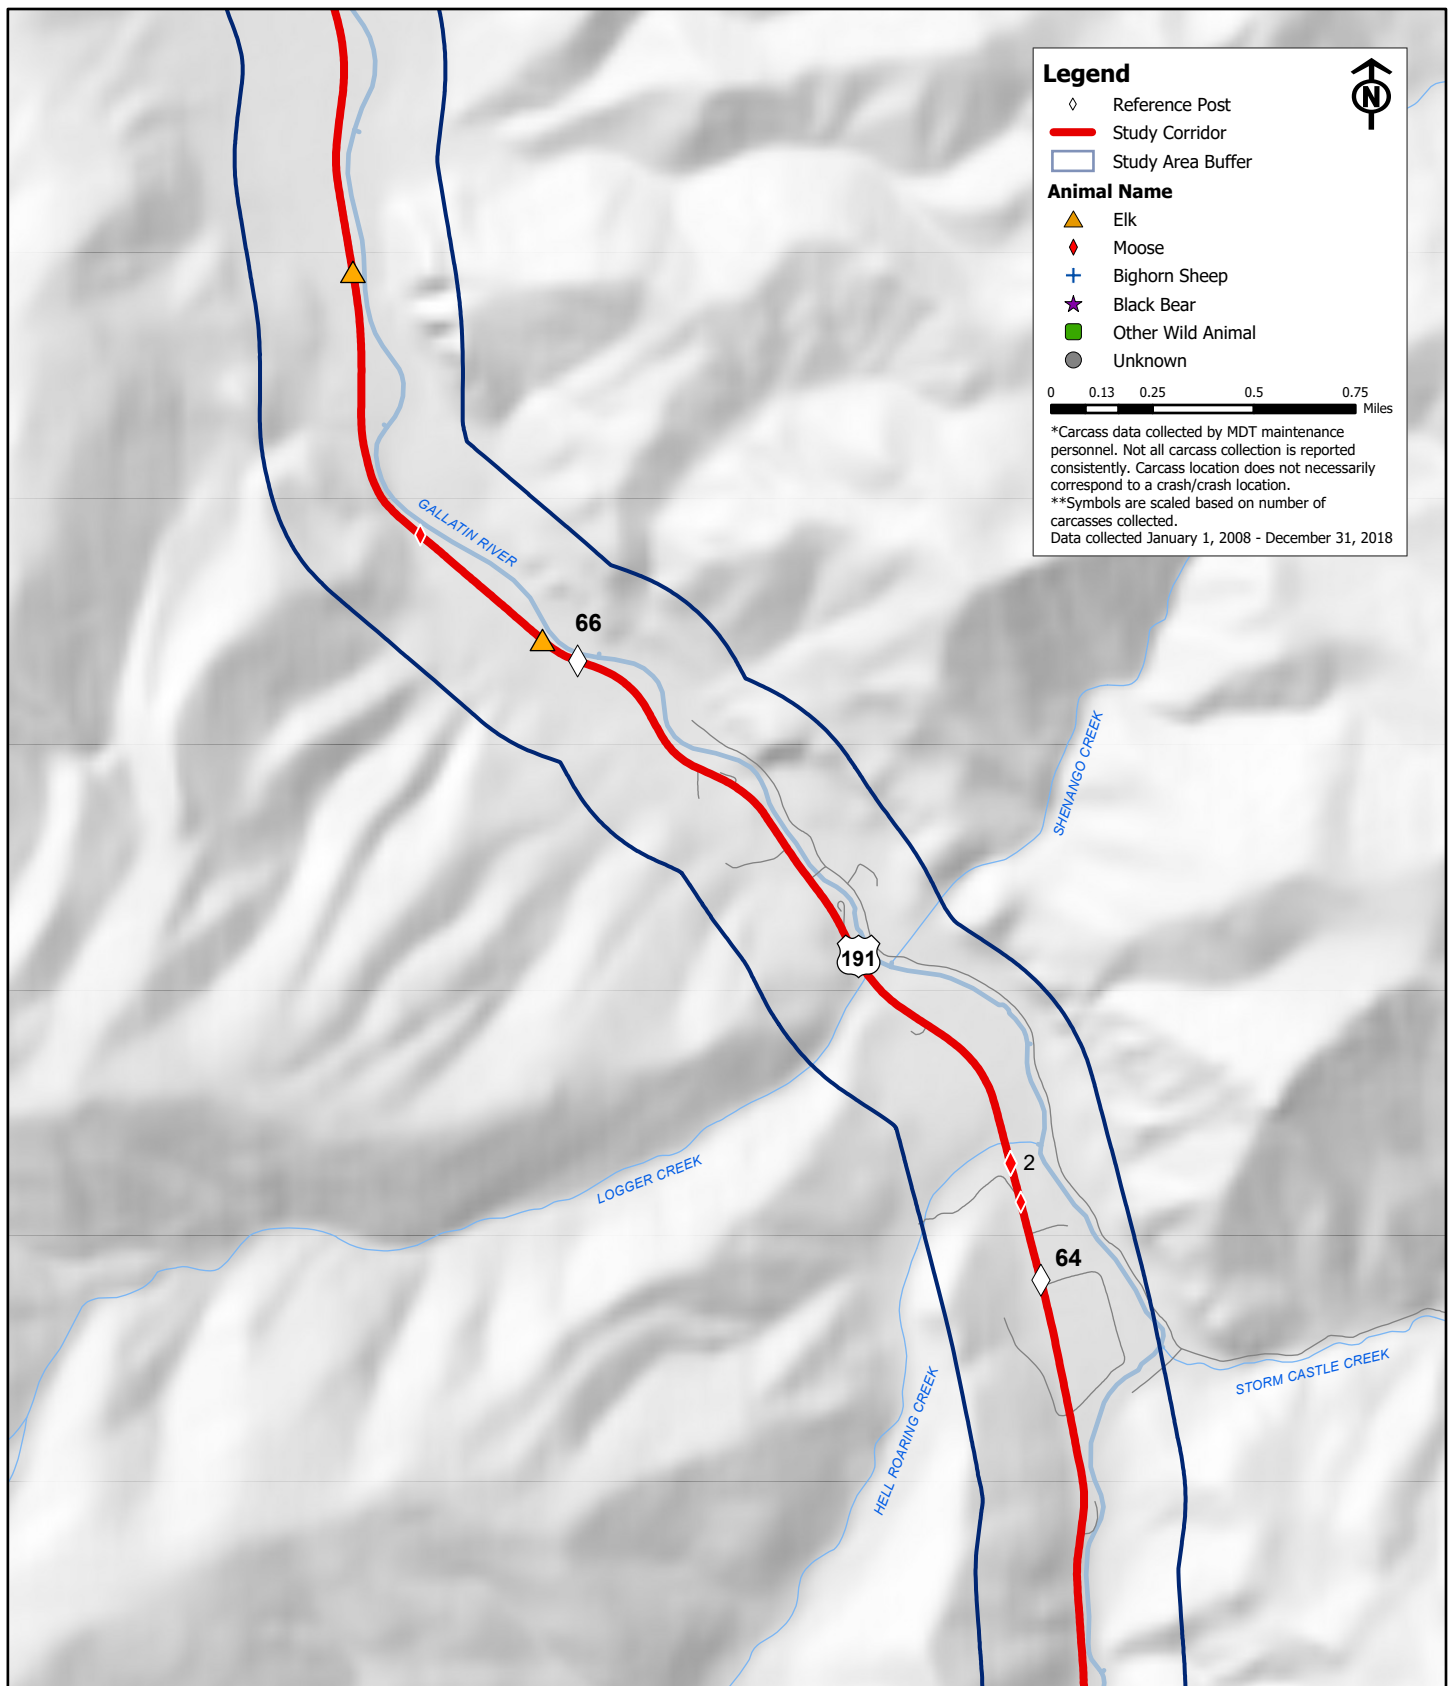 Legend
N
Reference Post
Study Corridor
Study Area Buffer
Animal Name
Elk
Moose
Bighorn Sheep
Black Bear
Other Wild Animal
Unknown
0 0.13 0.25 0.5 0.75
Miles
*Carcass data collected by MDT maintenance
personnel. Not all carcass collection is reported
consistently. Carcass location does not necessarily
correspond to a crash/crash location.
**Symbols are scaled based on number of
carcasses collected.
Data collected January 1, 2008 - December 31, 2018
GALLATIN RIVER
66
SHENANGO CREEK
191
LOGGER CREEK
2
64
STORM CASTLE CREEK
HELL ROARING CREEK